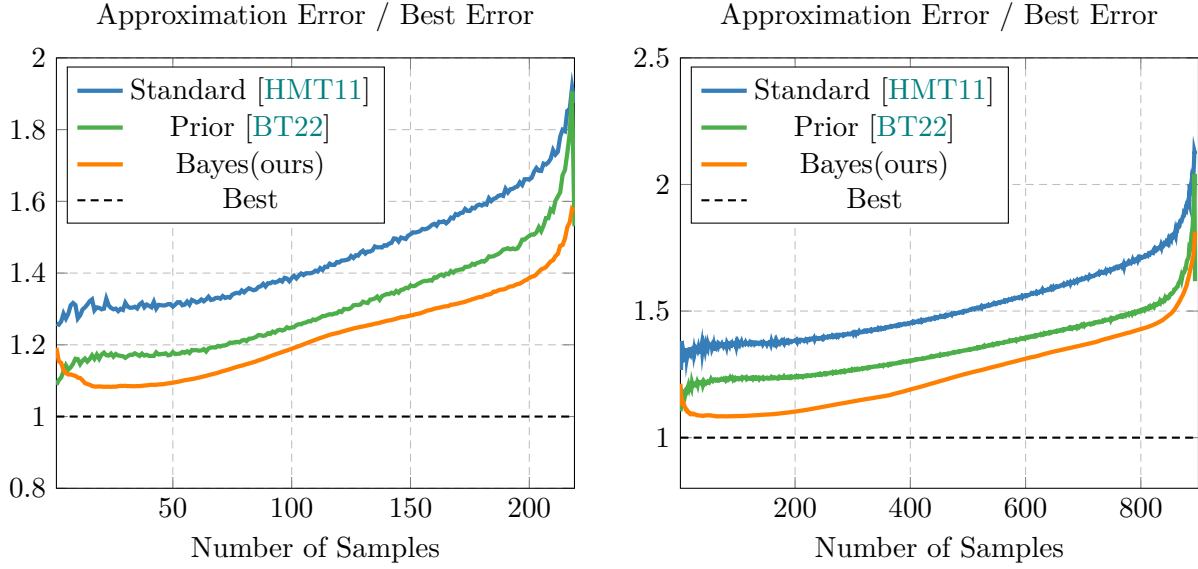 Approximation Error / Best Error
2
1.8
1.6
1.4
1.2
1
0.8
Standard [HMT11]
Prior [BT22]
Bayes(ours)
Best
50
100
150
200
Number of Samples
Approximation Error / Best Error
2.5
2
1.5
1
Standard [HMT11]
Prior [BT22]
Bayes(ours)
Best
200
400
600
800
Number of Samples